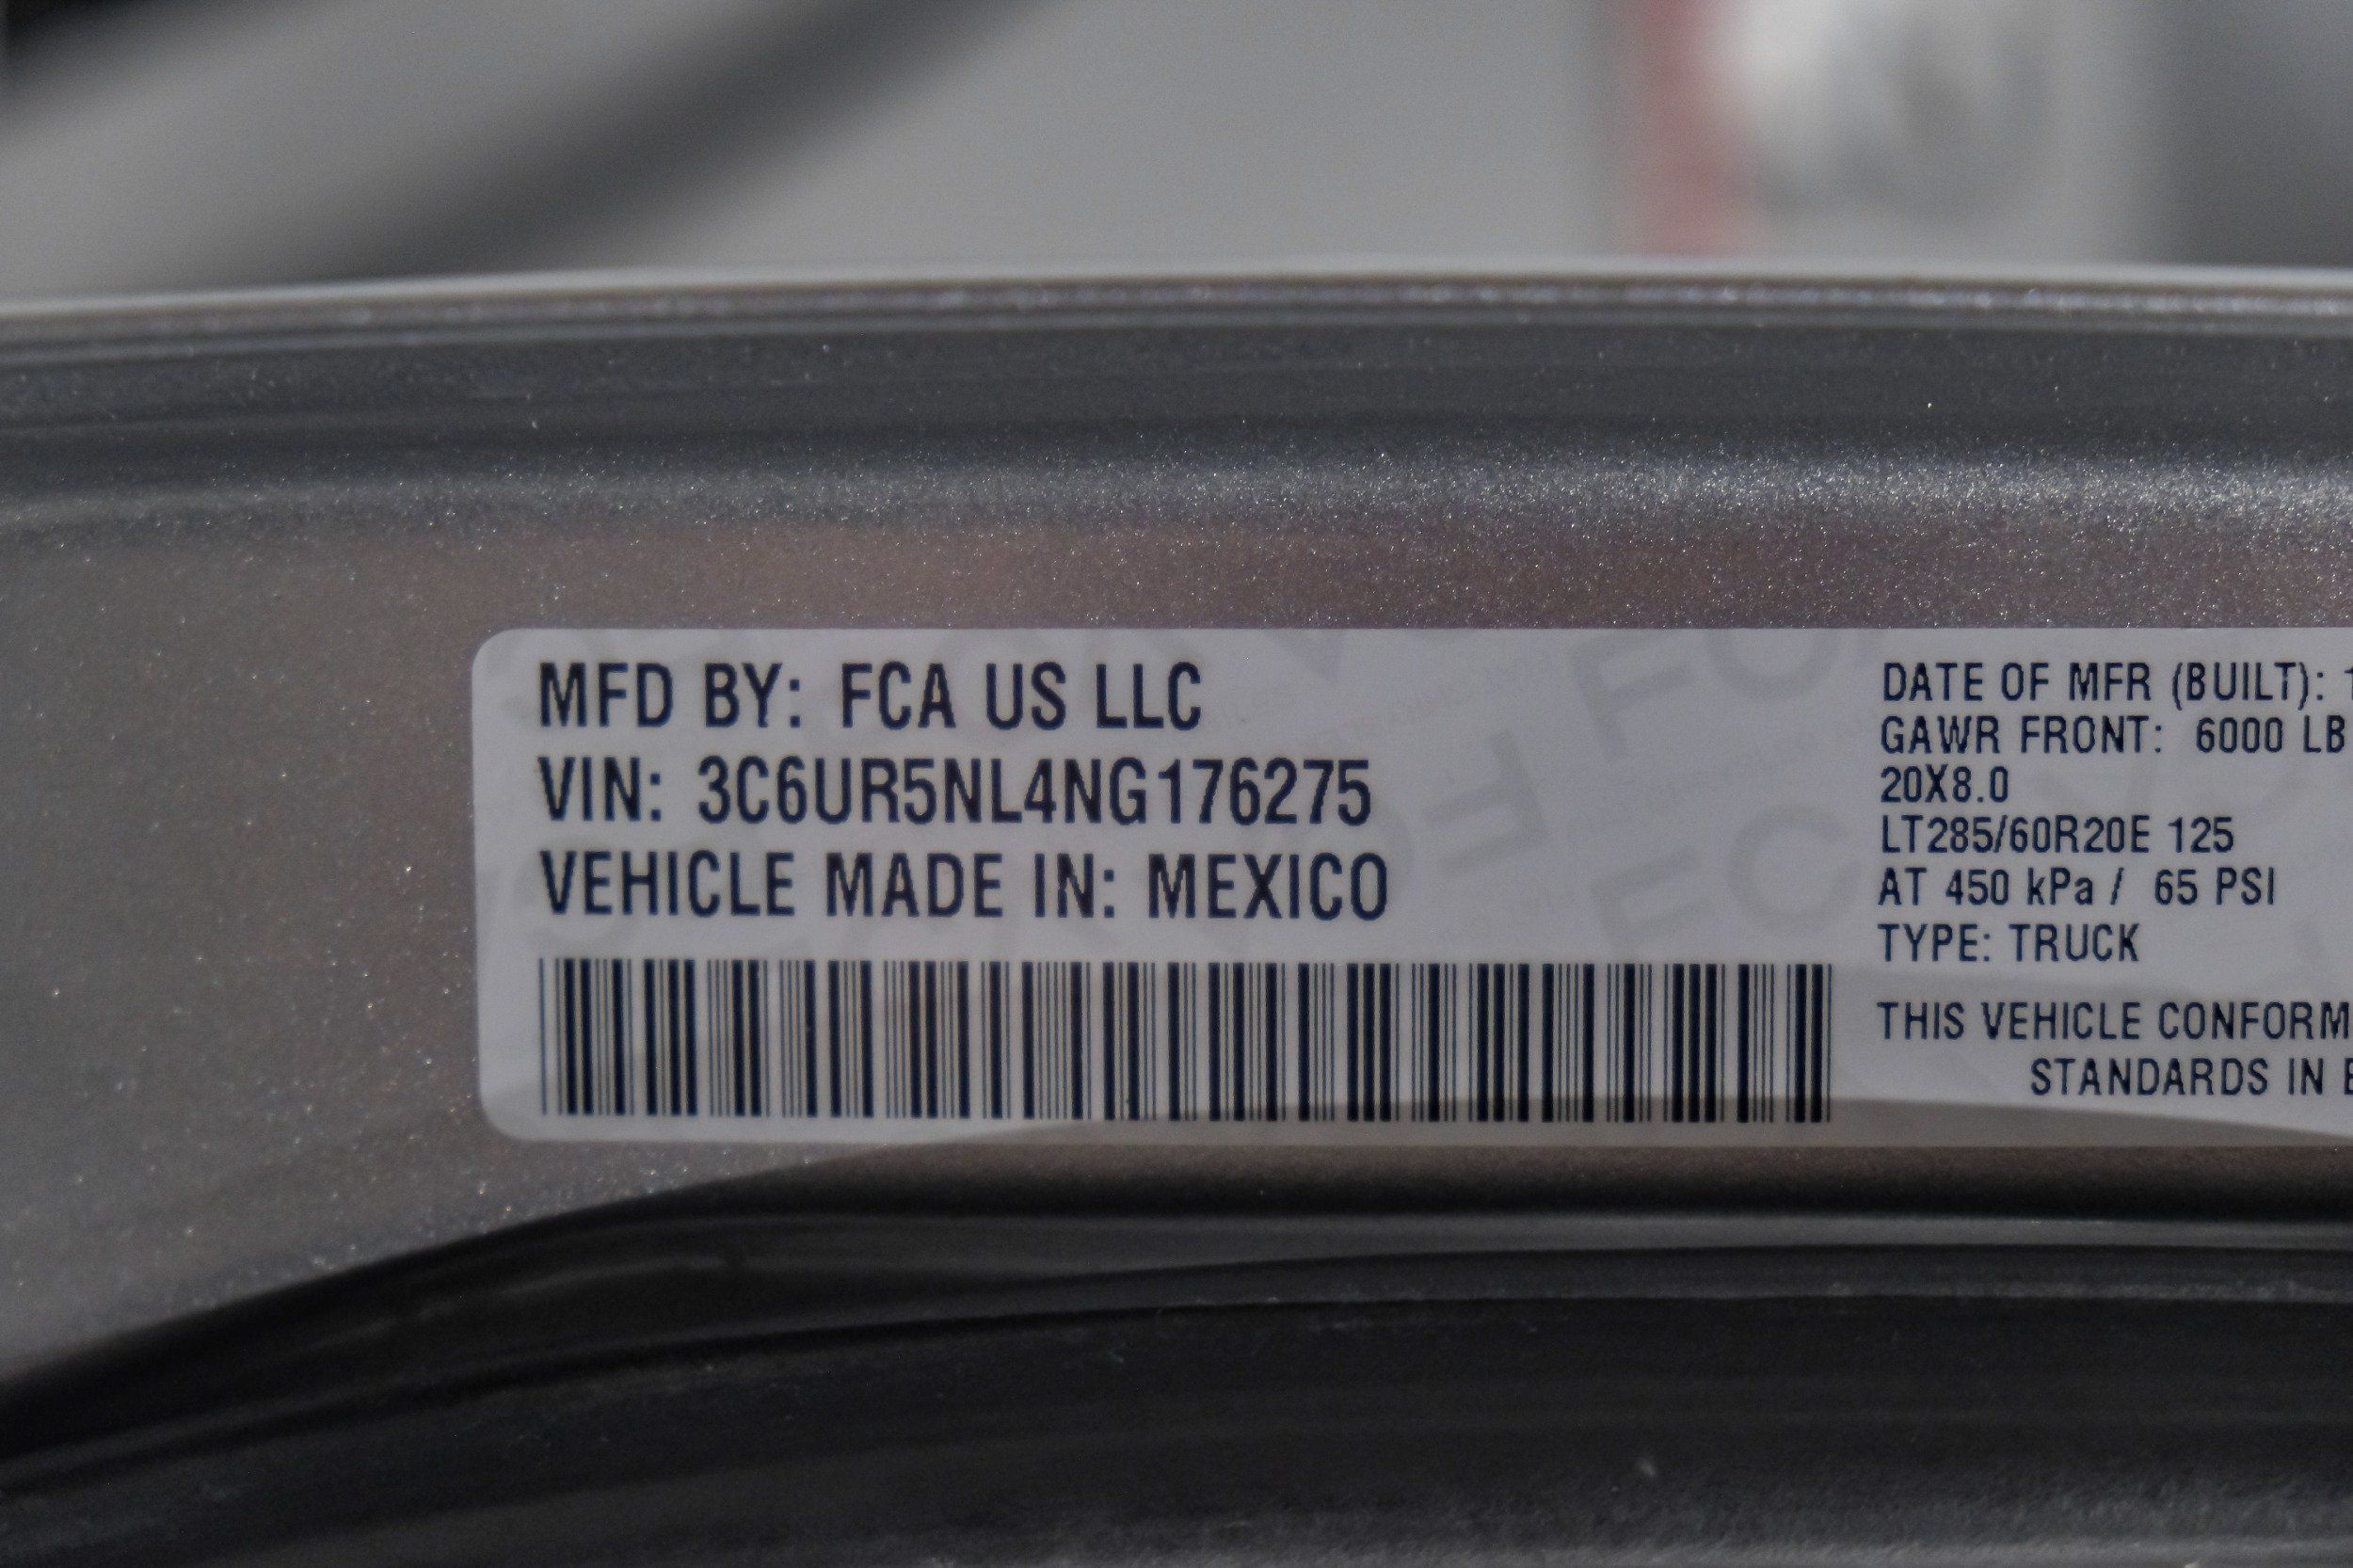 MFD BY: FCA US LLC
VIN: 3C6UR5NL4NG176275
VEHICLE MADE IN: MEXICO
DATE OF MFR (BUILT): 1
GAWR FRONT: 6000 LB
20X8.0
LT285/60R20E 125
AT 450 kPa / 65 PSI
TYPE: TRUCK
THIS VEHICLE CONFORM
STANDARDS IN E